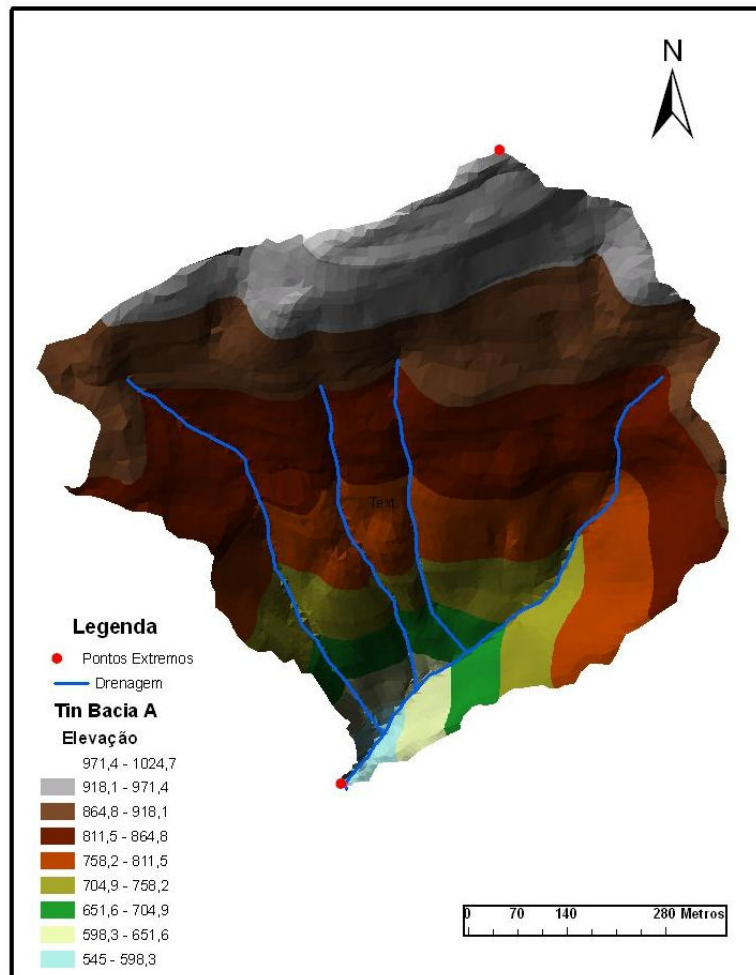 N
Text
Legenda
Pontos Extremos
Drenagem
Tin Bacia A
Elevação
971,4 - 1024,7
918,1 - 971,4
864,8 - 918,1
811,5 - 864,8
758,2 - 811,5
704,9 - 758,2
651,6 - 704,9
598,3 - 651,6
545 - 598,3
0 70 140 280 Metros